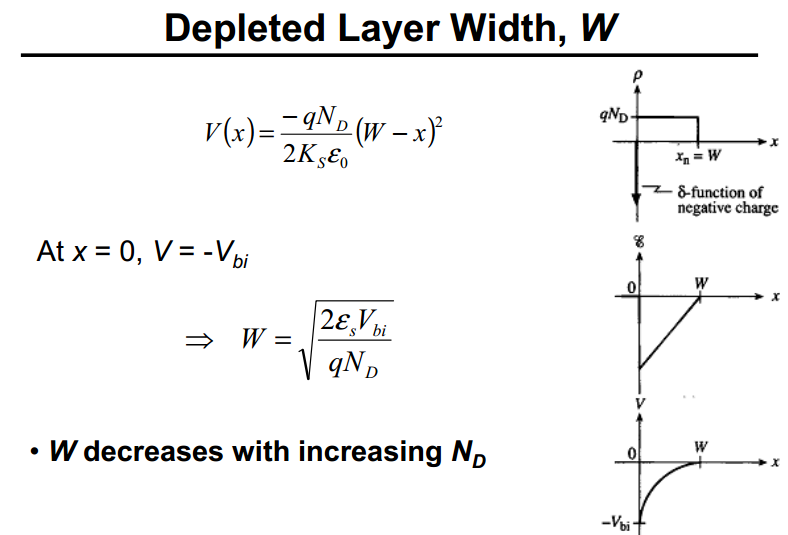 Depleted Layer Width, W
V(x) = −qN_D / 2K_Sε_0 (W − x)^2
At x = 0, V = -V_bi
⇒ W = √(2ε_sV_bi / qN_D)
• W decreases with increasing N_D
ρ
qN_D
x
x_n = W
δ-function of
negative charge
ℰ
0
W
x
V
0
W
x
−V_bi